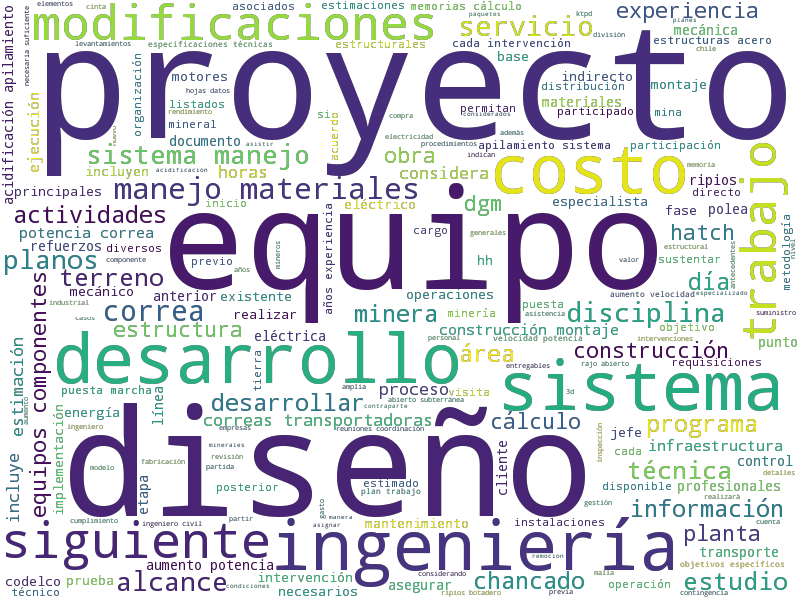 elementos
cinta
asociados
estimaciones
memorias cálculo
paquetes
ktpd
planes
experiencia
modificaciones
servicio
división
necesaria suficiente
levantamientos
especificaciones técnicas
estructurales
cada intervención
base
estructuras acero
chile
mecánica
acidificación apilamiento
proyecto
organización
motores
hojas datos
indirecto
distribución
montaje
listados
rendimiento
compra
considerados
permitan
materiales
mina
ejecución
mineral
si
acuerdo
electricidad
además
participado
documento
asistir
procedimientos
apilamiento sistema
participación
sistema manejo
obra
indican
memoria
incluyen
acidificación
horas
considera
costo
trabajo
ripios
directo
principales
manejo materiales
inicio
eléctrico
dgm
especialista
fase
polea
actividades
equipo
cargo
generales
hatch
estructural
metodología
nivel
potencia correa
refuerzos
diversos
previo
años
mineros
años experiencia
hh
valor
sustentar
antecedentes
planos
componente
terreno
operaciones
día
industrial
mecánico
anterior
existente
aumento velocidad
especializado
minería
puesta
asistencia
intervenciones
suministro
casos
correa
realizar
minera
disciplina
equipos componentes
estructura
eléctrica
construcción montaje
velocidad potencia
objetivo
punto
personal
área
construcción
requisiciones
estimación
desarrollo
entregables
rajo abierto
puesta marcha
tierra
proceso
visita
sistema
línea
amplia
abierto subterránea
3d
energía
desarrollar
contraparte
incluye
ingeniero
implementación
diseño
correas transportadoras
cálculo
programa
empresas
reuniones coordinación
jefe
infraestructura
minerales
inspección
cada
control
modelo
fabricación
revisión
cliente
técnica
detalles
etapa
partida
estimado
disponible
profesionales
posterior
plan trabajo
gestión
realizará
información
cumplimiento
ingeniero civil
partir
gasto
manera
asignar
mantenimiento
instalaciones
cuenta
siguiente
ingeniería
planta
aumento potencia
remoción
transporte
considerando
malla
objetivos específicos
codelco
prueba
alcance
intervención
asegurar
chancado
operación
estudio
técnico
condiciones
necesarios
ripios botadero
previa
contingencia